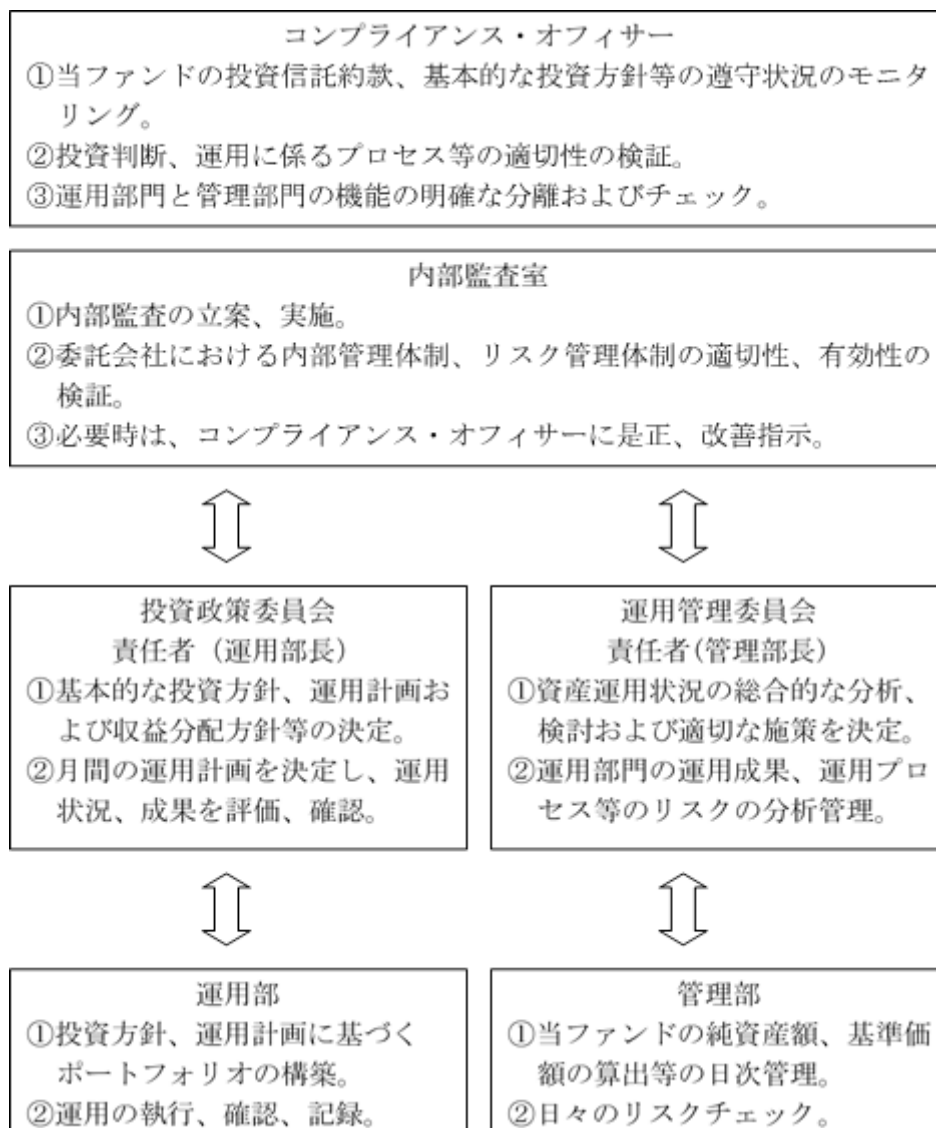 コンプライアンス・オフィサー
①当ファンドの投資信託約款、基本的な投資方針等の遵守状況のモニタ
リング。
②投資判断、運用に係るプロセス等の適切性の検証。
③運用部門と管理部門の機能の明確な分離およびチェック。
内部監査室
①内部監査の立案、実施。
②委託会社における内部管理体制、リスク管理体制の適切性、有効性の
検証。
③必要時は、コンプライアンス・オフィサーに是正、改善指示。
投資政策委員会
責任者（運用部長）
①基本的な投資方針、運用計画お
よび収益分配方針等の決定。
②月間の運用計画を決定し、運用
状況、成果を評価、確認。
運用管理委員会
責任者(管理部長)
①資産運用状況の総合的な分析、
検討および適切な施策を決定。
②運用部門の運用成果、運用プロ
セス等のリスクの分析管理。
運用部
①投資方針、運用計画に基づく
ポートフォリオの構築。
②運用の執行、確認、記録。
管理部
①当ファンドの純資産額、基準価
額の算出等の日次管理。
②日々のリスクチェック。